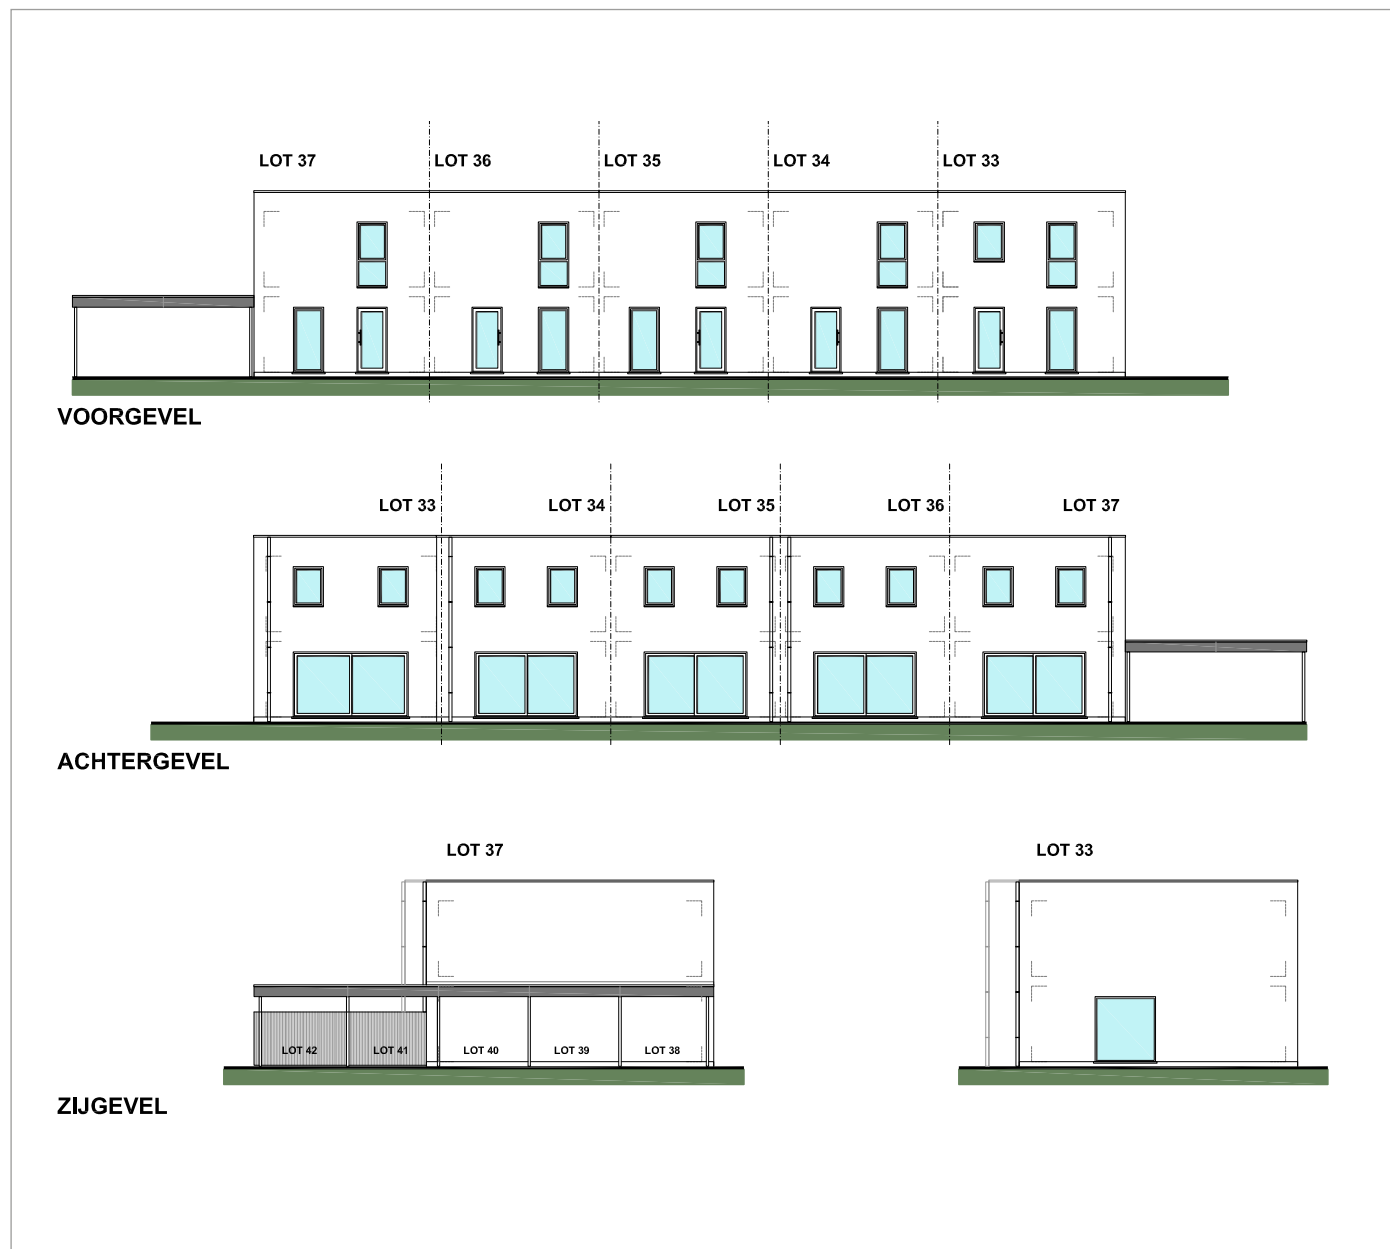 LOT 37 LOT 36 LOT 35 LOT 34 LOT 33
VOORGEVEL
LOT 33 LOT 34 LOT 35 LOT 36 LOT 37
ACHTERGEVEL
LOT 37 LOT 33
LOT 42 LOT 41 LOT 40 LOT 39 LOT 38
ZIJGEVEL